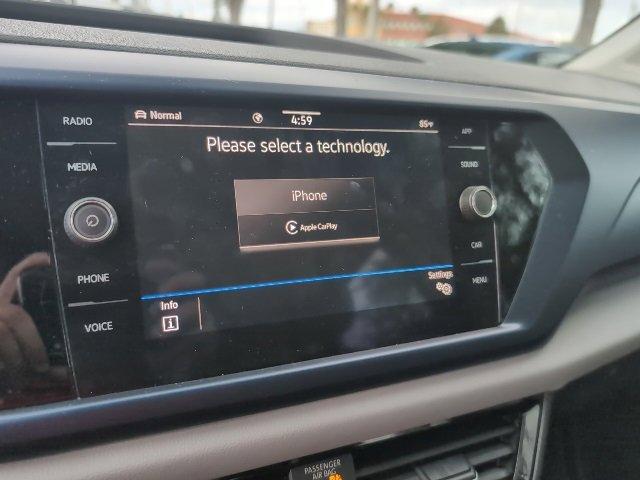 RADIO
MEDIA
PHONE
VOICE
Normal
4:59
85°F
Please select a technology.
iPhone
Apple CarPlay
Settings
Info
i
APP
SOUND
CAR
MENU
PASSENGER
AIR BAG